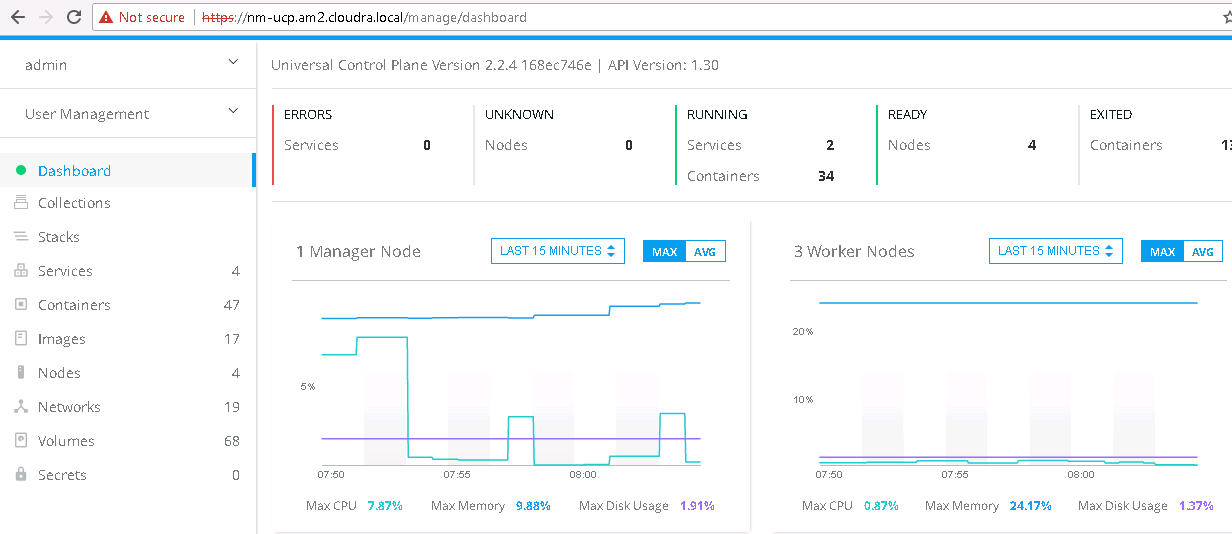 Not secure | https://nm-ucp.am2.cloudra.local/manage/dashboard
admin
User Management
Dashboard
Collections
Stacks
Services 4
Containers 47
Images 17
Nodes 4
Networks 19
Volumes 68
Secrets 0
Universal Control Plane Version 2.2.4 168ec746e | API Version: 1.30
ERRORS
Services 0
UNKNOWN
Nodes 0
RUNNING
Services 2
Containers 34
READY
Nodes 4
EXITED
Containers
1 Manager Node LAST 15 MINUTES MAX AVG
5%
07:50 07:55 08:00
Max CPU 7.87% Max Memory 9.88% Max Disk Usage 1.91%
3 Worker Nodes LAST 15 MINUTES MAX AVG
20%
10%
07:50 07:55 08:00
Max CPU 0.87% Max Memory 24.17% Max Disk Usage 1.37%